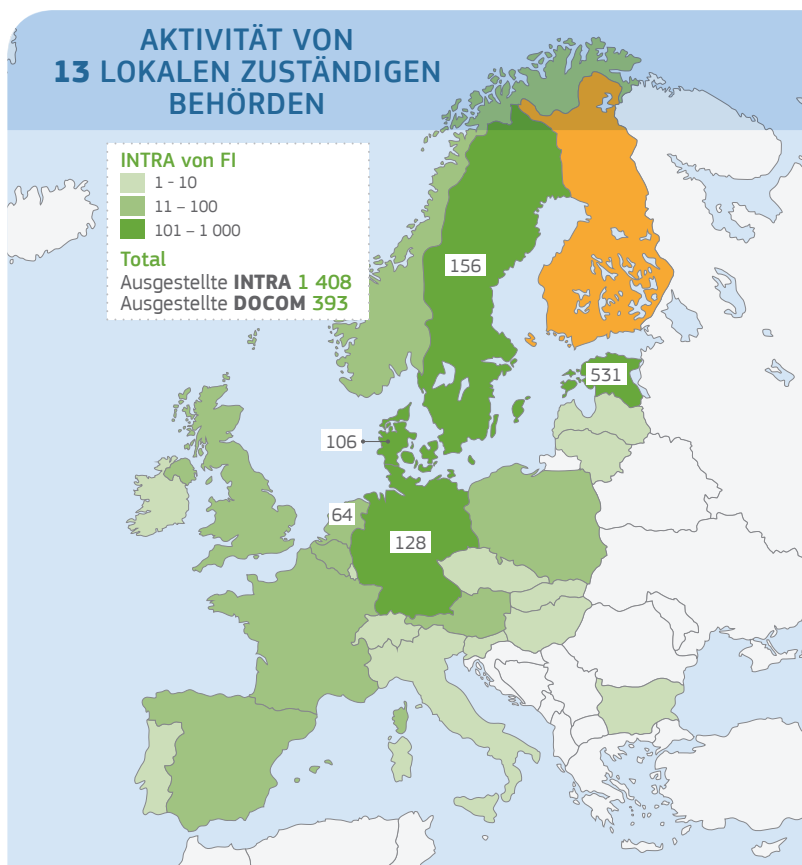 AKTIVITÄT VON
13 LOKALEN ZUSTÄNDIGEN
BEHÖRDEN
INTRA von FI
1 - 10
11 - 100
101 – 1 000
Total
Ausgestellte INTRA 1 408
Ausgestellte DOCOM 393
156
531
106
64
128